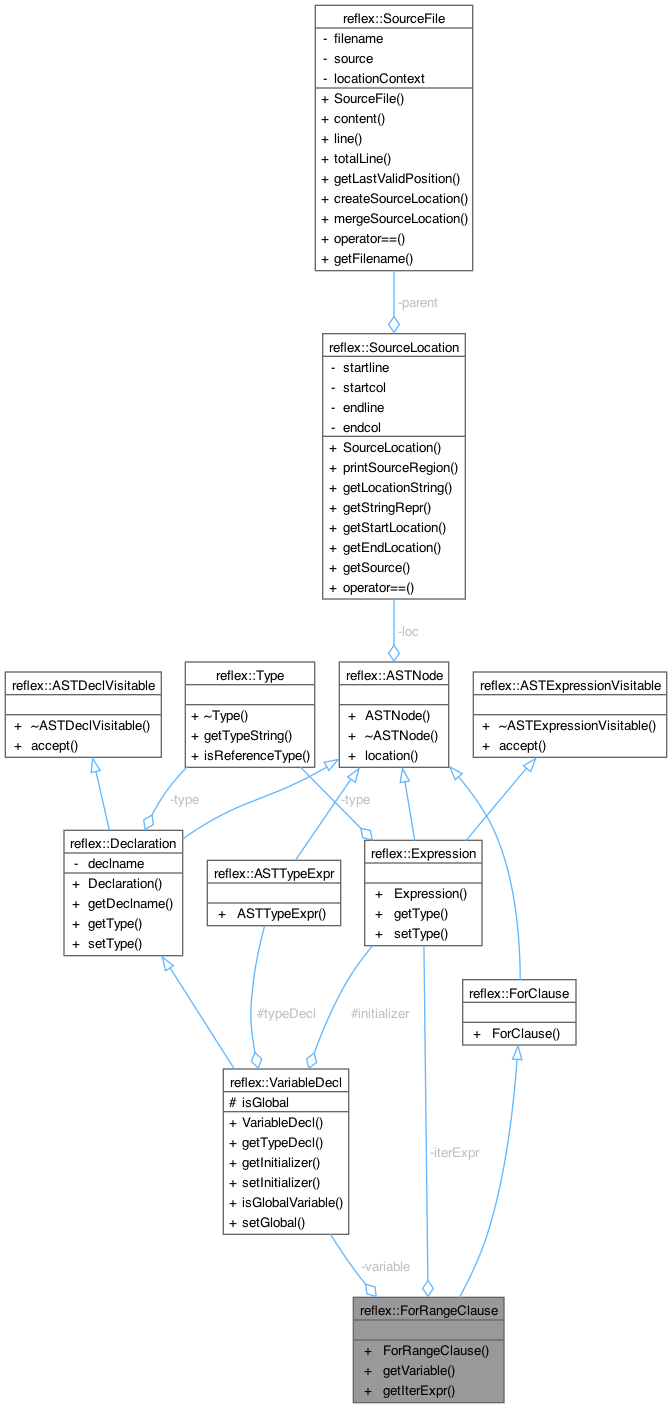 reflex::SourceFile
- filename
- source
- locationContext
+ SourceFile()
+ content()
+ line()
+ totalLine()
+ getLastValidPosition()
+ createSourceLocation()
+ mergeSourceLocation()
+ operator==()
+ getFilename()
-parent
reflex::SourceLocation
- startline
- startcol
- endline
- endcol
+ SourceLocation()
+ printSourceRegion()
+ getLocationString()
+ getStringRepr()
+ getStartLocation()
+ getEndLocation()
+ getSource()
+ operator==()
-loc
reflex::ASTDeclVisitable
+ ~ASTDeclVisitable()
+ accept()
reflex::Type
+ ~Type()
+ getTypeString()
+ isReferenceType()
reflex::ASTNode
+ ASTNode()
+ ~ASTNode()
+ location()
reflex::ASTExpressionVisitable
+ ~ASTExpressionVisitable()
+ accept()
-type
-type
reflex::Declaration
- declname
+ Declaration()
+ getDeclname()
+ getType()
+ setType()
reflex::ASTTypeExpr
+ ASTTypeExpr()
reflex::Expression
+ Expression()
+ getType()
+ setType()
reflex::ForClause
+ ForClause()
#typeDecl
#initializer
reflex::VariableDecl
# isGlobal
+ VariableDecl()
+ getTypeDecl()
+ getInitializer()
+ setInitializer()
+ isGlobalVariable()
+ setGlobal()
-iterExpr
-variable
reflex::ForRangeClause
+ ForRangeClause()
+ getVariable()
+ getIterExpr()